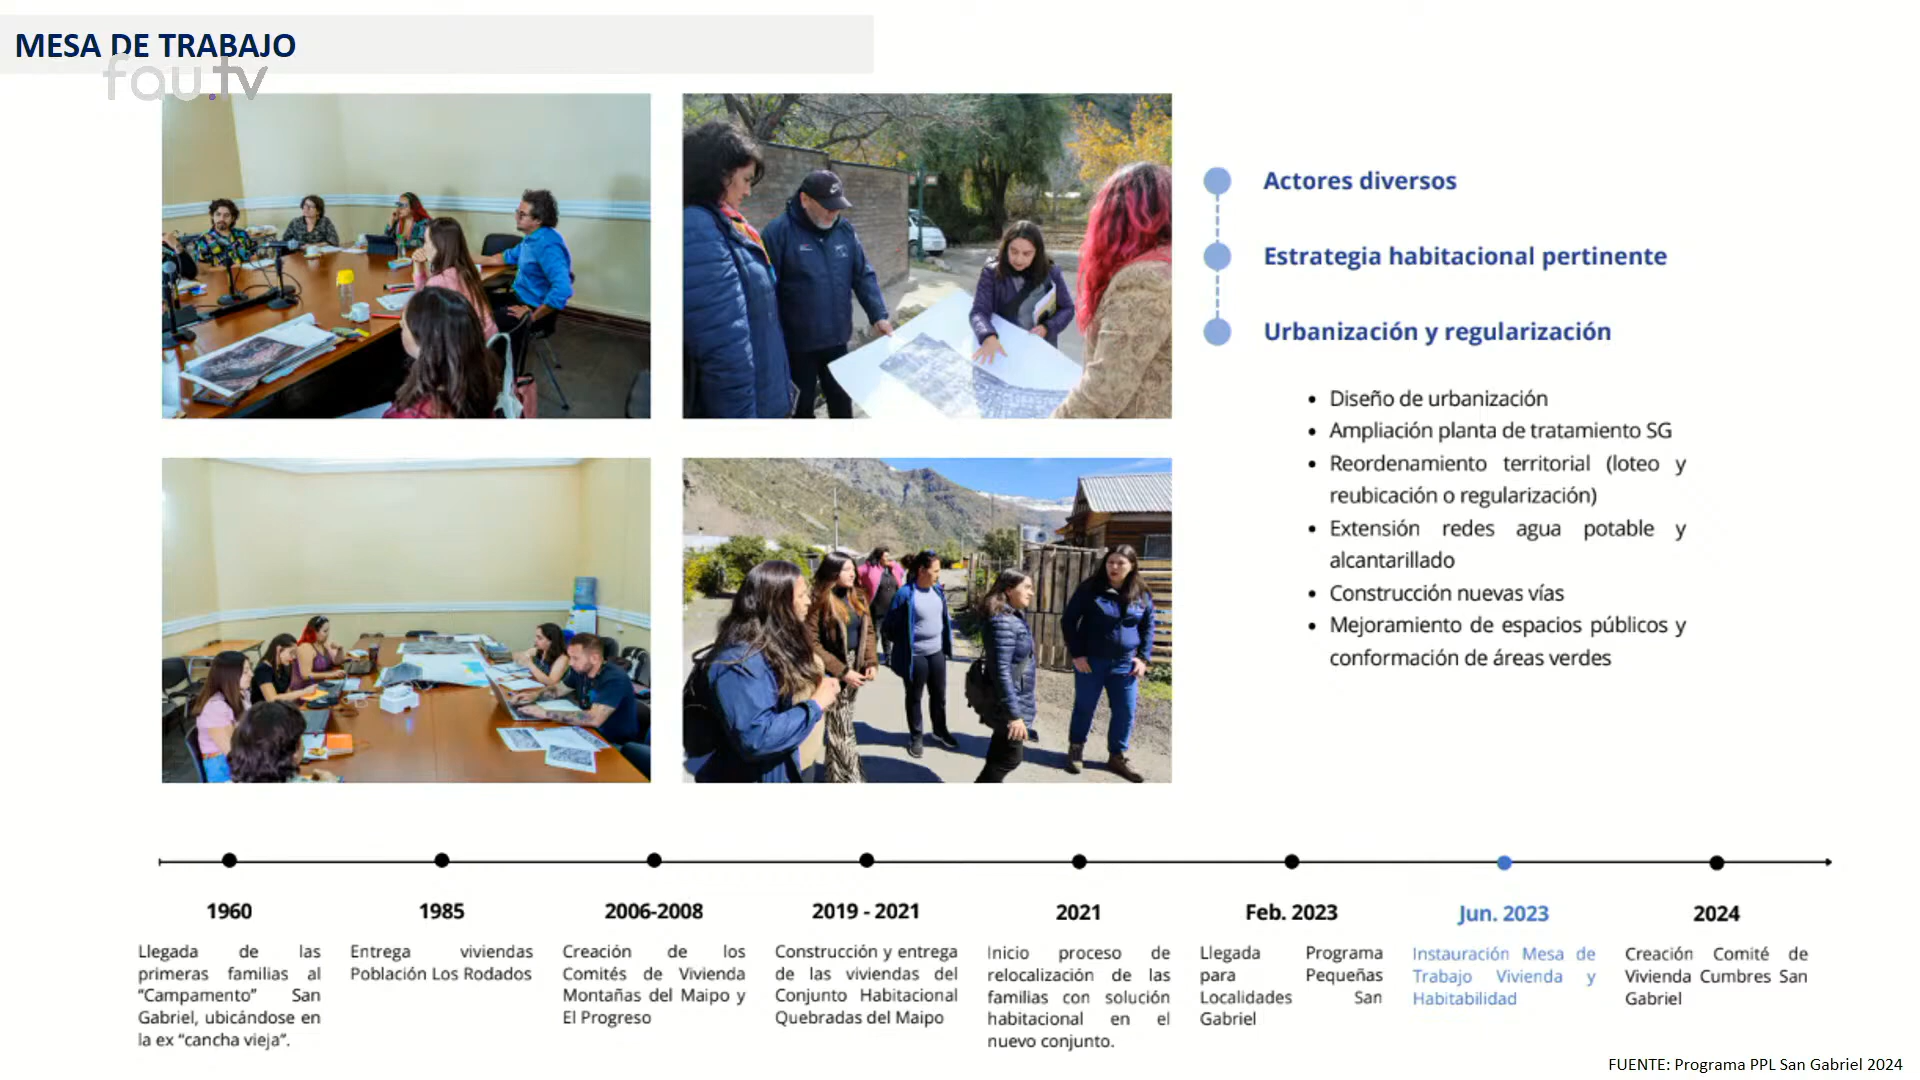 MESA DE TRABAJO
fau.tv
Actores diversos
Estrategia habitacional pertinente
Urbanización y regularización
• Diseño de urbanización
• Ampliación planta de tratamiento SG
• Reordenamiento territorial (loteo y
reubicación o regularización)
• Extensión redes agua potable y
alcantarillado
• Construcción nuevas vías
• Mejoramiento de espacios públicos y
conformación de áreas verdes
1960
Llegada de las
primeras familias al
“Campamento” San
Gabriel, ubicándose en
la ex “cancha vieja”.
1985
Entrega viviendas
Población Los Rodados
2006-2008
Creación de los
Comités de Vivienda
Montañas del Maipo y
El Progreso
2019 - 2021
Construcción y entrega
de las viviendas del
Conjunto Habitacional
Quebradas del Maipo
2021
Inicio proceso de
relocalización de las
familias con solución
habitacional en el
nuevo conjunto.
Feb. 2023
Llegada Programa
para Pequeñas
Localidades San
Gabriel
Jun. 2023
Instauración Mesa de
Trabajo Vivienda y
Habitabilidad
2024
Creación Comité de
Vivienda Cumbres San
Gabriel
FUENTE: Programa PPL San Gabriel 2024